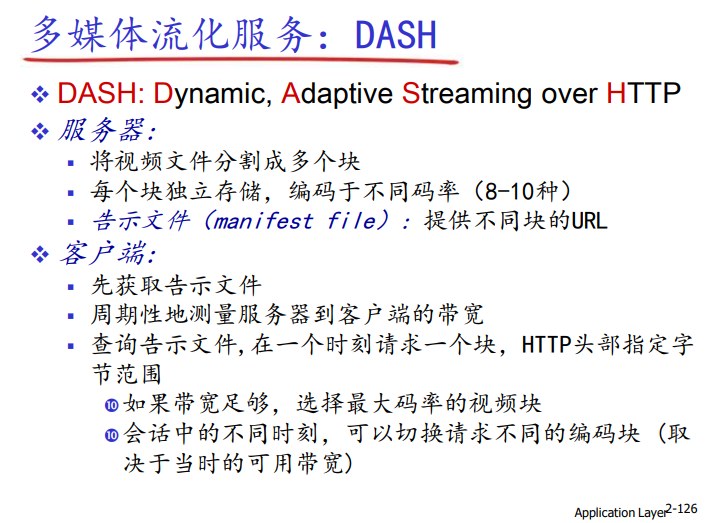 多媒体流化服务：DASH
DASH: Dynamic, Adaptive Streaming over HTTP
服务器:
将视频文件分割成多个块
每个块独立存储，编码于不同码率（8-10种）
告示文件（manifest file）: 提供不同块的URL
客户端:
先获取告示文件
周期性地测量服务器到客户端的带宽
查询告示文件,在一个时刻请求一个块，HTTP头部指定字
节范围
⑩如果带宽足够，选择最大码率的视频块
⑩会话中的不同时刻，可以切换请求不同的编码块 (取
决于当时的可用带宽)
Application Layer 2-126